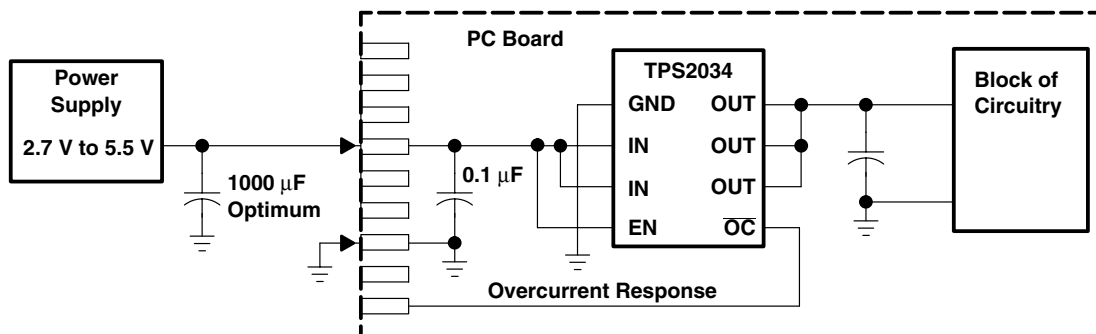 PC Board
Power
Supply
2.7 V to 5.5 V
1000 μF
Optimum
0.1 μF
TPS2034
GND OUT
IN OUT
IN OUT
EN O̅C̅
Block of
Circuitry
Overcurrent Response